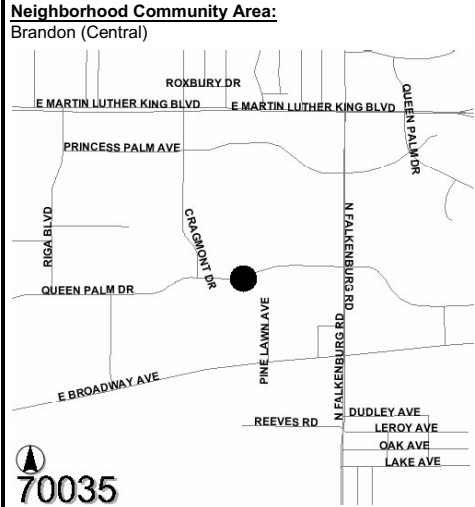 Neighborhood Community Area:
Brandon (Central)
ROXBURY DR
E MARTIN LUTHER KING BLVD
E MARTIN LUTHER KING BLVD
QUEEN PALM DR
PRINCESS PALM AVE
RIGA BLVD
CRAGMONT DR
N FALKENBURG RD
QUEEN PALM DR
PINE LAWN AVE
N FALKENBURG RD
E BROADWAY AVE
DUDLEY AVE
REEVES RD
LEROY AVE
OAK AVE
LAKE AVE
70035